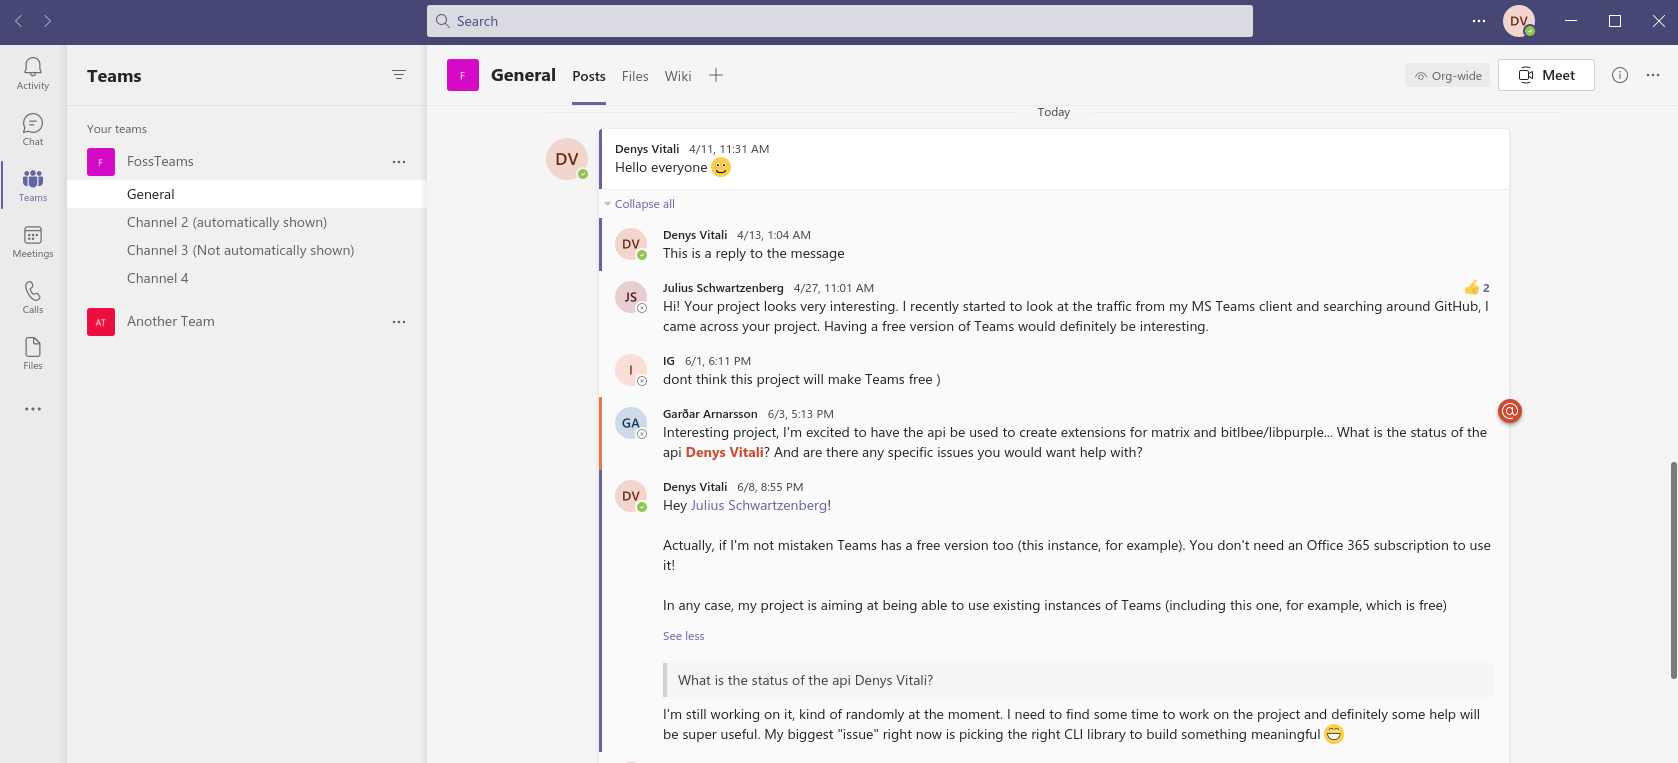 Search
DV
Activity
Chat
Teams
Meetings
Calls
Files
Teams
Your teams
F
FossTeams
General
Channel 2 (automatically shown)
Channel 3 (Not automatically shown)
Channel 4
AT
Another Team
F
General
Posts
Files
Wiki
Org-wide
Meet
Today
DV
Denys Vitali 4/11, 11:31 AM
Hello everyone
Collapse all
DV
Denys Vitali 4/13, 1:04 AM
This is a reply to the message
JS
Julius Schwartzenberg 4/27, 11:01 AM
2
Hi! Your project looks very interesting. I recently started to look at the traffic from my MS Teams client and searching around GitHub, I
came across your project. Having a free version of Teams would definitely be interesting.
I
IG 6/1, 6:11 PM
dont think this project will make Teams free )
GA
Garðar Arnarsson 6/3, 5:13 PM
@
Interesting project, I'm excited to have the api be used to create extensions for matrix and bitlbee/libpurple... What is the status of the
api Denys Vitali? And are there any specific issues you would want help with?
DV
Denys Vitali 6/8, 8:55 PM
Hey Julius Schwartzenberg!
Actually, if I'm not mistaken Teams has a free version too (this instance, for example). You don't need an Office 365 subscription to use
it!
In any case, my project is aiming at being able to use existing instances of Teams (including this one, for example, which is free)
See less
What is the status of the api Denys Vitali?
I'm still working on it, kind of randomly at the moment. I need to find some time to work on the project and definitely some help will
be super useful. My biggest "issue" right now is picking the right CLI library to build something meaningful